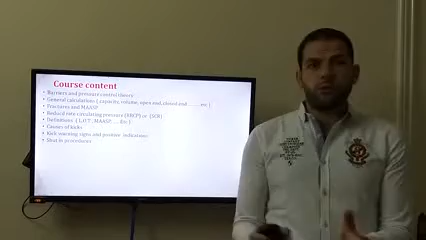 Course content
• Barriers and pressure control theory
• General calculations ( capacity, volume, open and closed end ....... etc )
• Fractures and MAASP
• Reduced rate circulating pressure (RRCP) or (SCR)
• Definitions ( L.O.T , MAASP, .... Etc )
• Causes of kicks
• Kick warning signs and positive indications
• Shut in procedures